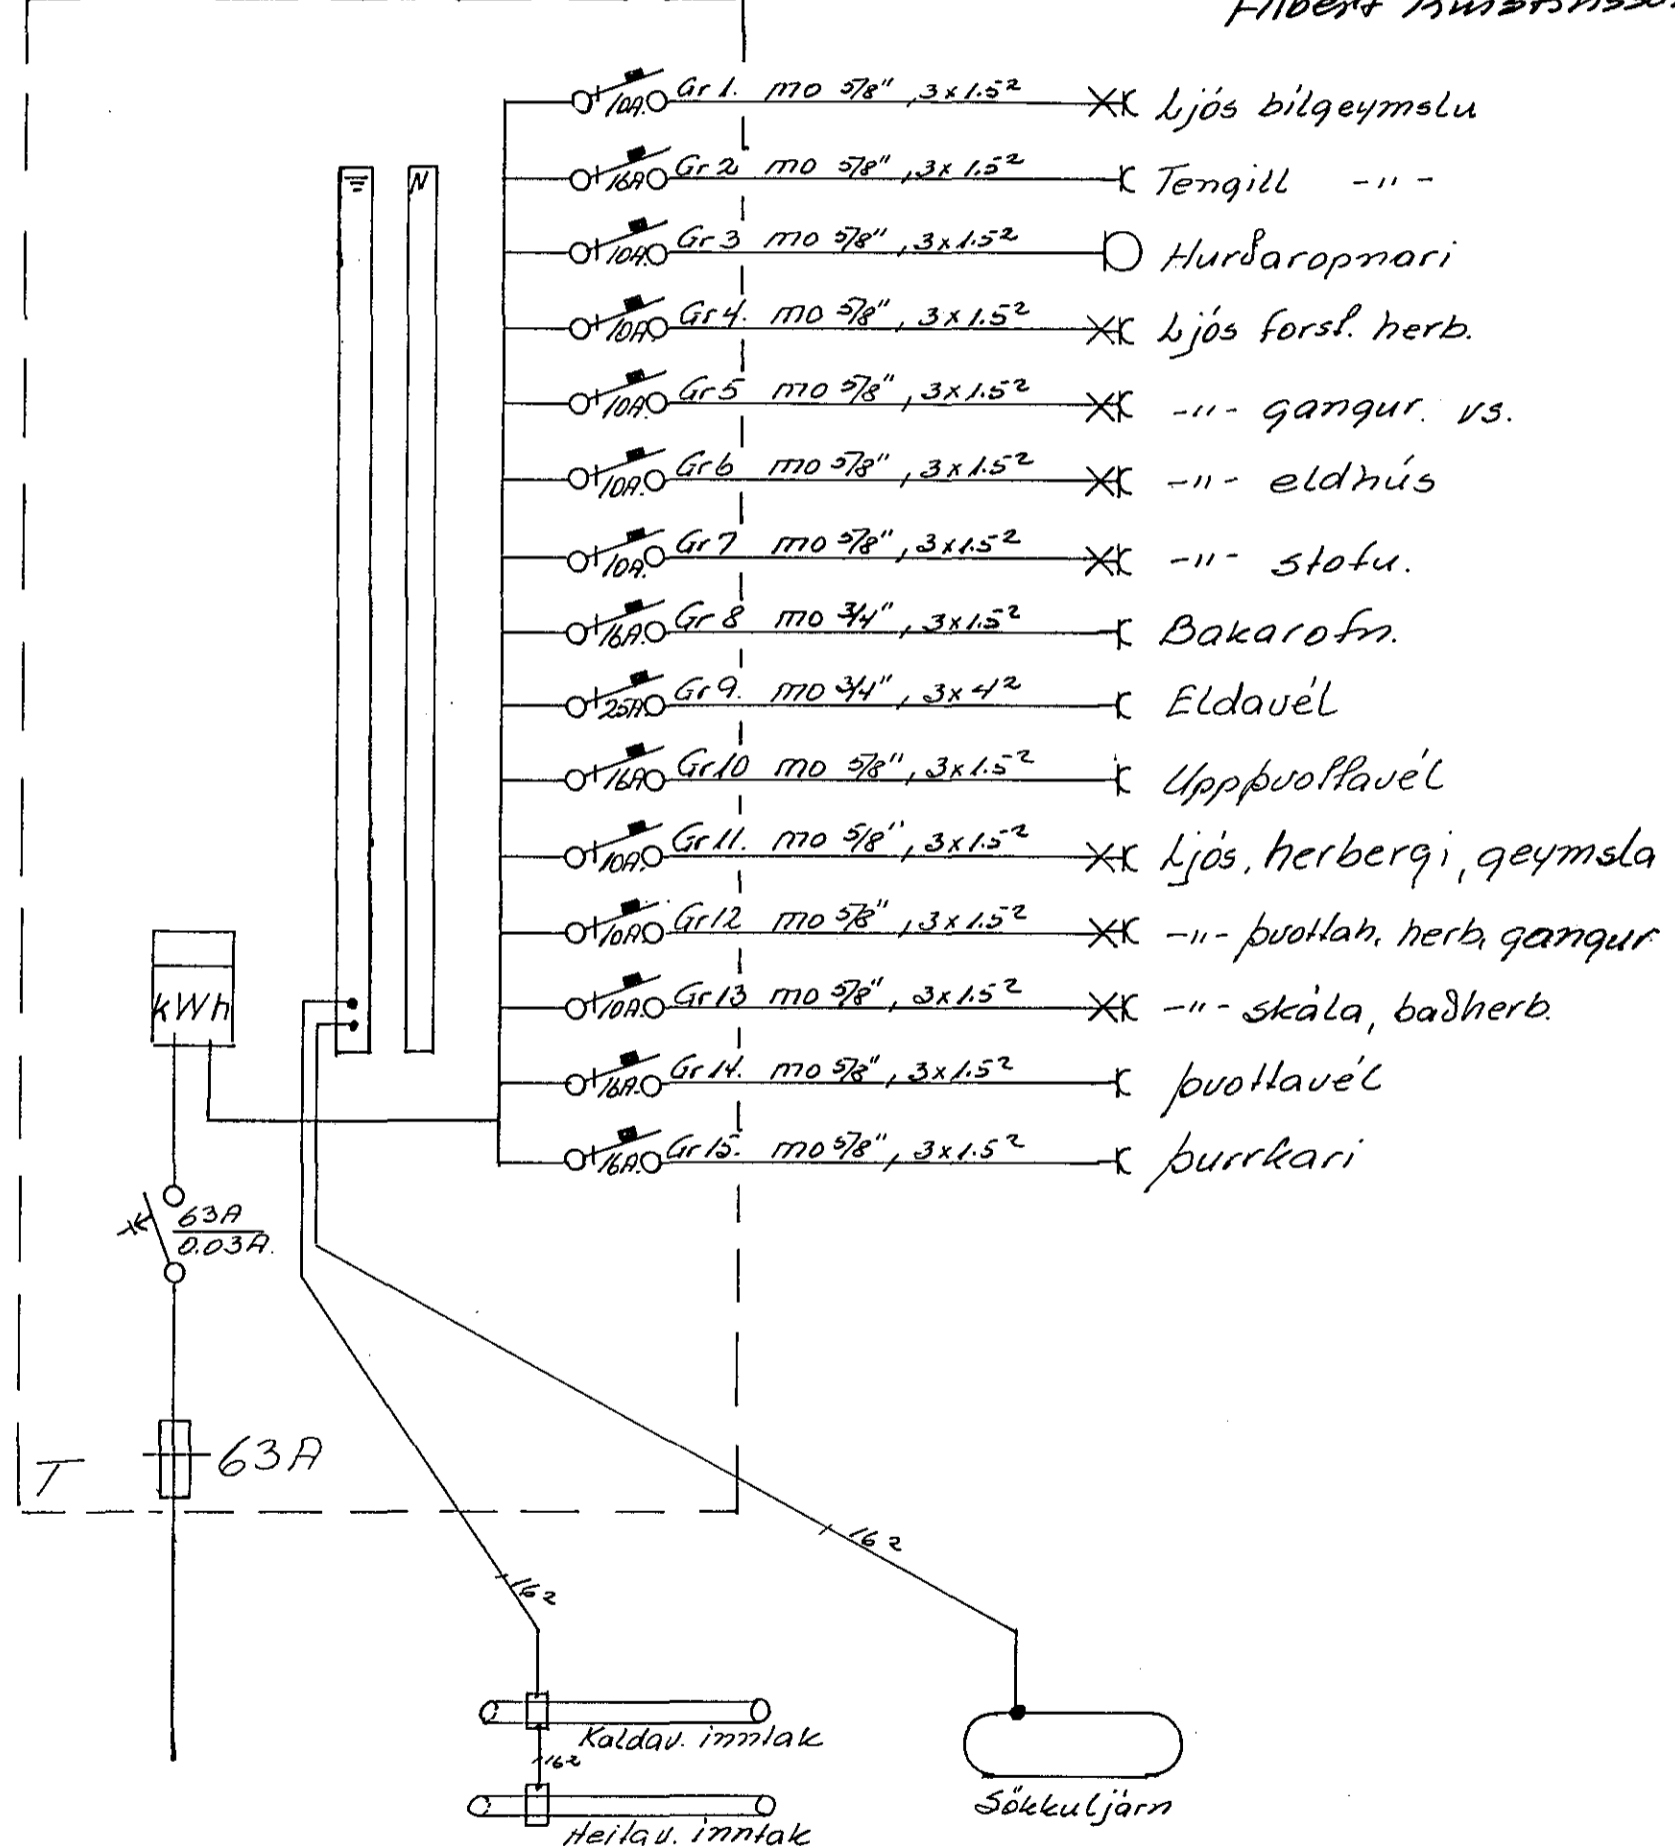 Albert
10A. Gr 1. mo 5/8", 3x1.5² Ljós bílgeymslu
16A Gr 2 mo 5/8", 3x1.5² Tengill -"-
10A. Gr 3 mo 5/8", 3x1.5² Hurðaropnari
10A Gr 4. mo 5/8", 3x1.5² Ljós forst. herb.
10A Gr 5 mo 5/8", 3x1.5² -"- gangur. vs.
10A. Gr 6 mo 5/8", 3x1.5² -"- eldhús
10A. Gr 7 mo 5/8", 3x1.5² -"- stofu.
16A. Gr 8 mo 3/4", 3x1.5² Bakarofn.
25A Gr 9. mo 3/4", 3x4² Eldavél
16A Gr 10 mo 5/8", 3x1.5² Uppþvottavél
10A. Gr 11. mo 5/8", 3x1.5² Ljós, herbergi, geymsla
10A Gr 12 mo 5/8", 3x1.5² -"- þvottah. herb, gangur
10A. Gr 13 mo 5/8", 3x1.5² -"- skála, baðherb.
16A. Gr 14. mo 5/8", 3x1.5² þvottavél
16A. Gr 15. mo 5/8", 3x1.5² þurrkari
N
kWh
63A
0.03A.
63A
T
16²
16²
Kaldav. inntak
16²
Heitav. inntak
Sökkuljárn